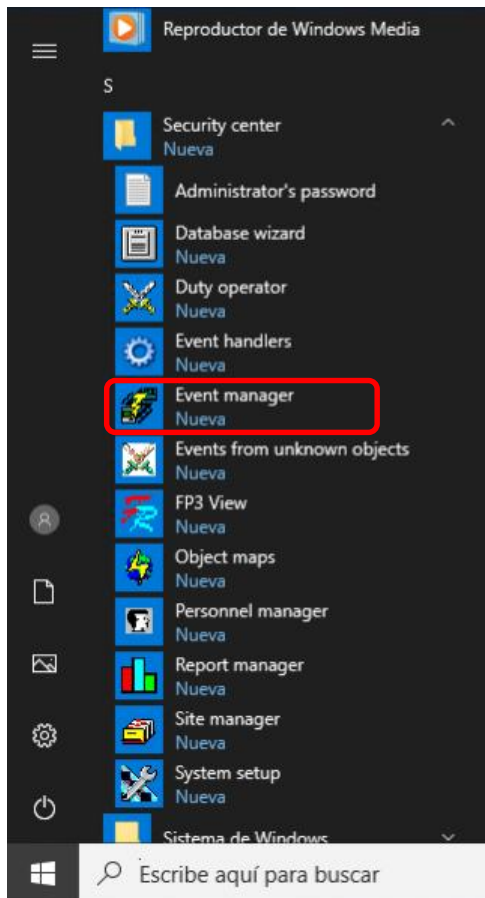 Reproductor de Windows Media
S
Security center
Nueva
Administrator's password
Database wizard
Nueva
Duty operator
Nueva
Event handlers
Nueva
Event manager
Nueva
Events from unknown objects
Nueva
FP3 View
Nueva
Object maps
Nueva
Personnel manager
Nueva
Report manager
Nueva
Site manager
Nueva
System setup
Nueva
Sistema de Windows
Escribe aquí para buscar